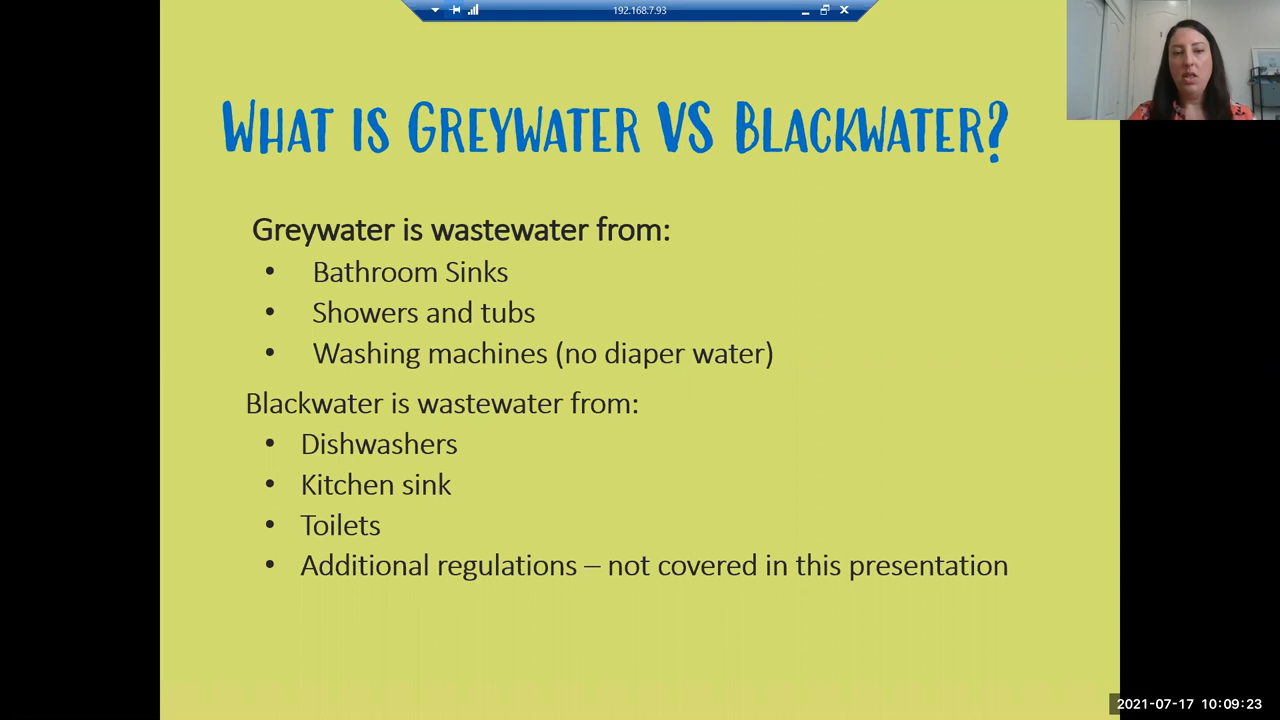 192.168.7.93
What is Greywater vs Blackwater?
Greywater is wastewater from:
• Bathroom Sinks
• Showers and tubs
• Washing machines (no diaper water)
Blackwater is wastewater from:
• Dishwashers
• Kitchen sink
• Toilets
• Additional regulations – not covered in this presentation
2021-07-17 10:09:23